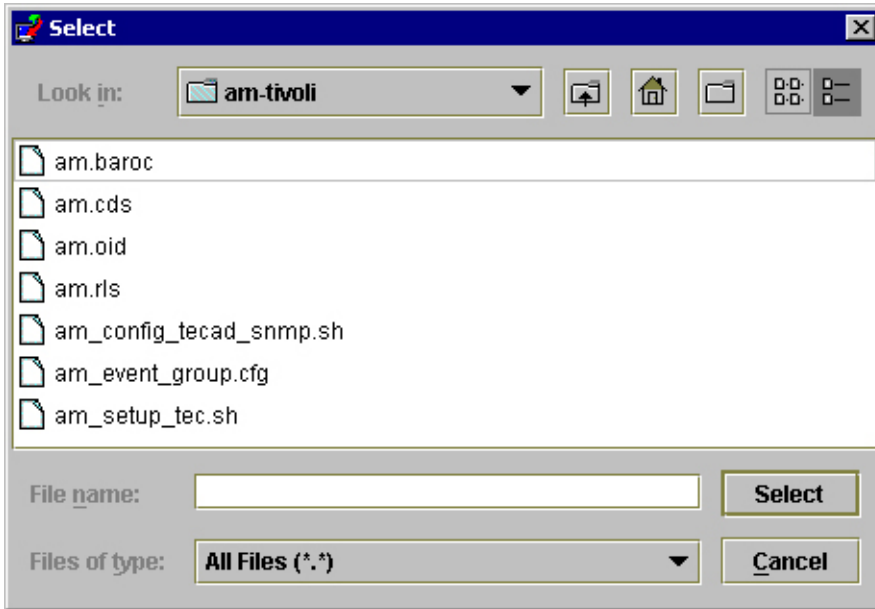 Select
Look in: am-tivoli
am.baroc
am.cds
am.oid
am.rls
am_config_tecad_snmp.sh
am_event_group.cfg
am_setup_tec.sh
File name: Select
Files of type: All Files (*.*) Cancel